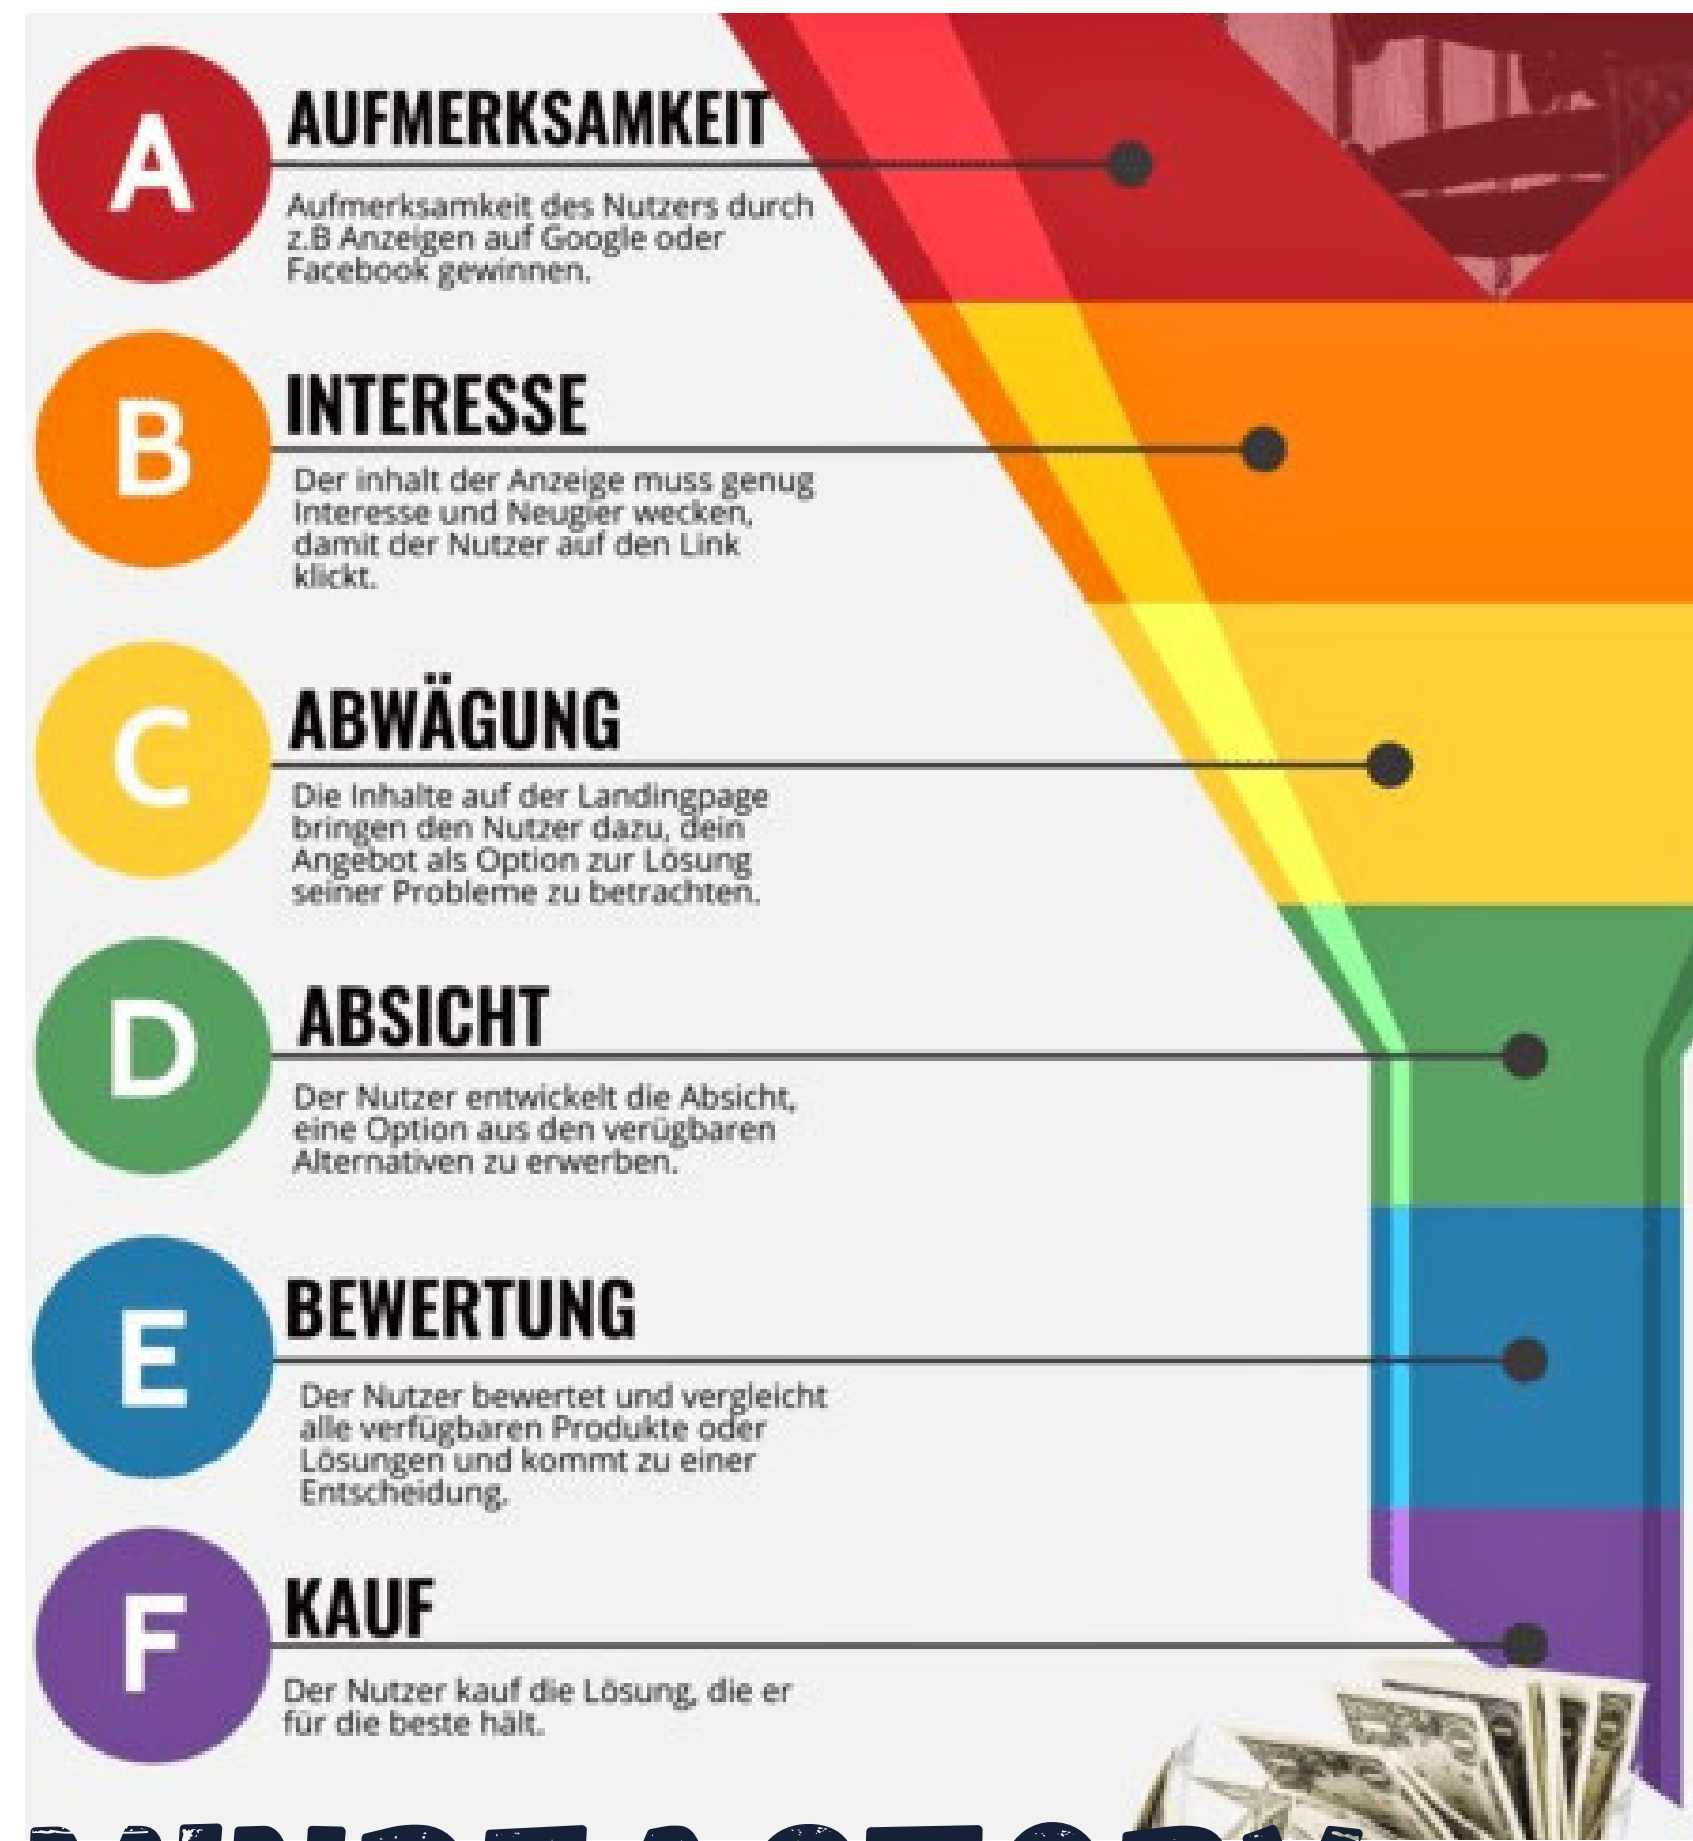 A
AUFMERKSAMKEIT
Aufmerksamkeit des Nutzers durch
z.B Anzeigen auf Google oder
Facebook gewinnen.
B
INTERESSE
Der inhalt der Anzeige muss genug
Interesse und Neugier wecken,
damit der Nutzer auf den Link
klickt.
C
ABWÄGUNG
Die Inhalte auf der Landingpage
bringen den Nutzer dazu, dein
Angebot als Option zur Lösung
seiner Probleme zu betrachten.
D
ABSICHT
Der Nutzer entwickelt die Absicht,
eine Option aus den verügbaren
Alternativen zu erwerben.
E
BEWERTUNG
Der Nutzer bewertet und vergleicht
alle verfügbaren Produkte oder
Lösungen und kommt zu einer
Entscheidung.
F
KAUF
Der Nutzer kauf die Lösung, die er
für die beste hält.